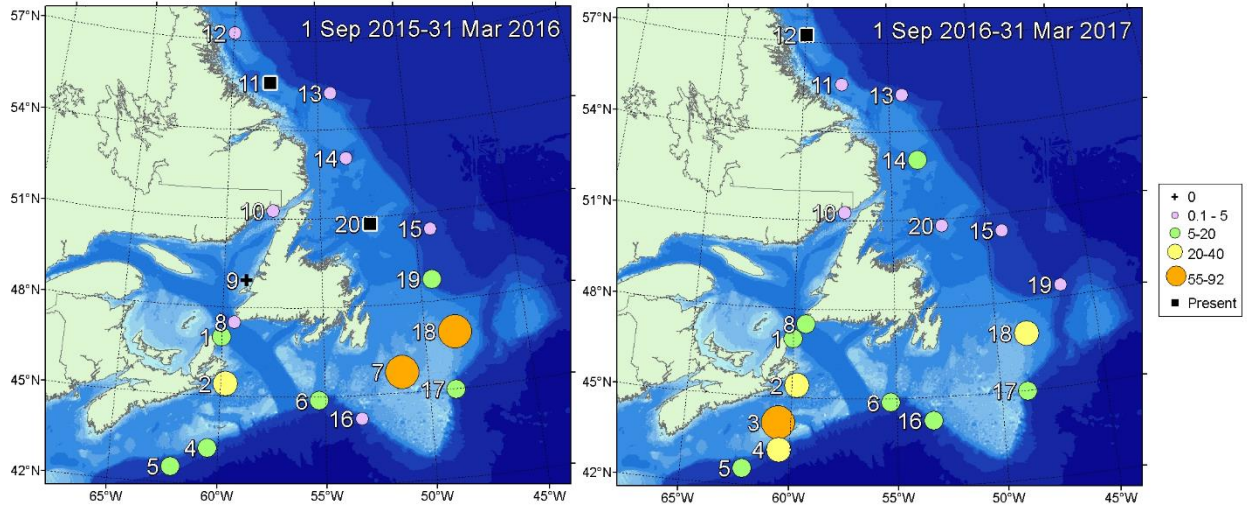 1 Sep 2015-31 Mar 2016
57°N
54°N
51°N
48°N
45°N
42°N
65°W
60°W
55°W
50°W
45°W
12
11
13
14
10
20
15
9
19
8
1
18
7
2
17
6
16
4
5
1 Sep 2016-31 Mar 2017
57°N
54°N
51°N
48°N
45°N
42°N
65°W
60°W
55°W
50°W
45°W
12
11
13
14
10
20
15
19
8
1
18
2
17
6
3
16
4
5
0
0.1 - 5
5-20
20-40
55-92
Present